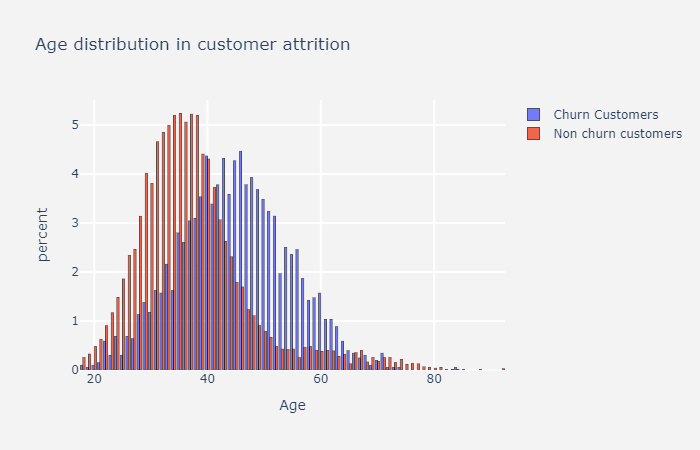 Age distribution in customer attrition
Churn Customers
Non churn customers
5
4
3
2
1
0
percent
20
40
60
80
Age